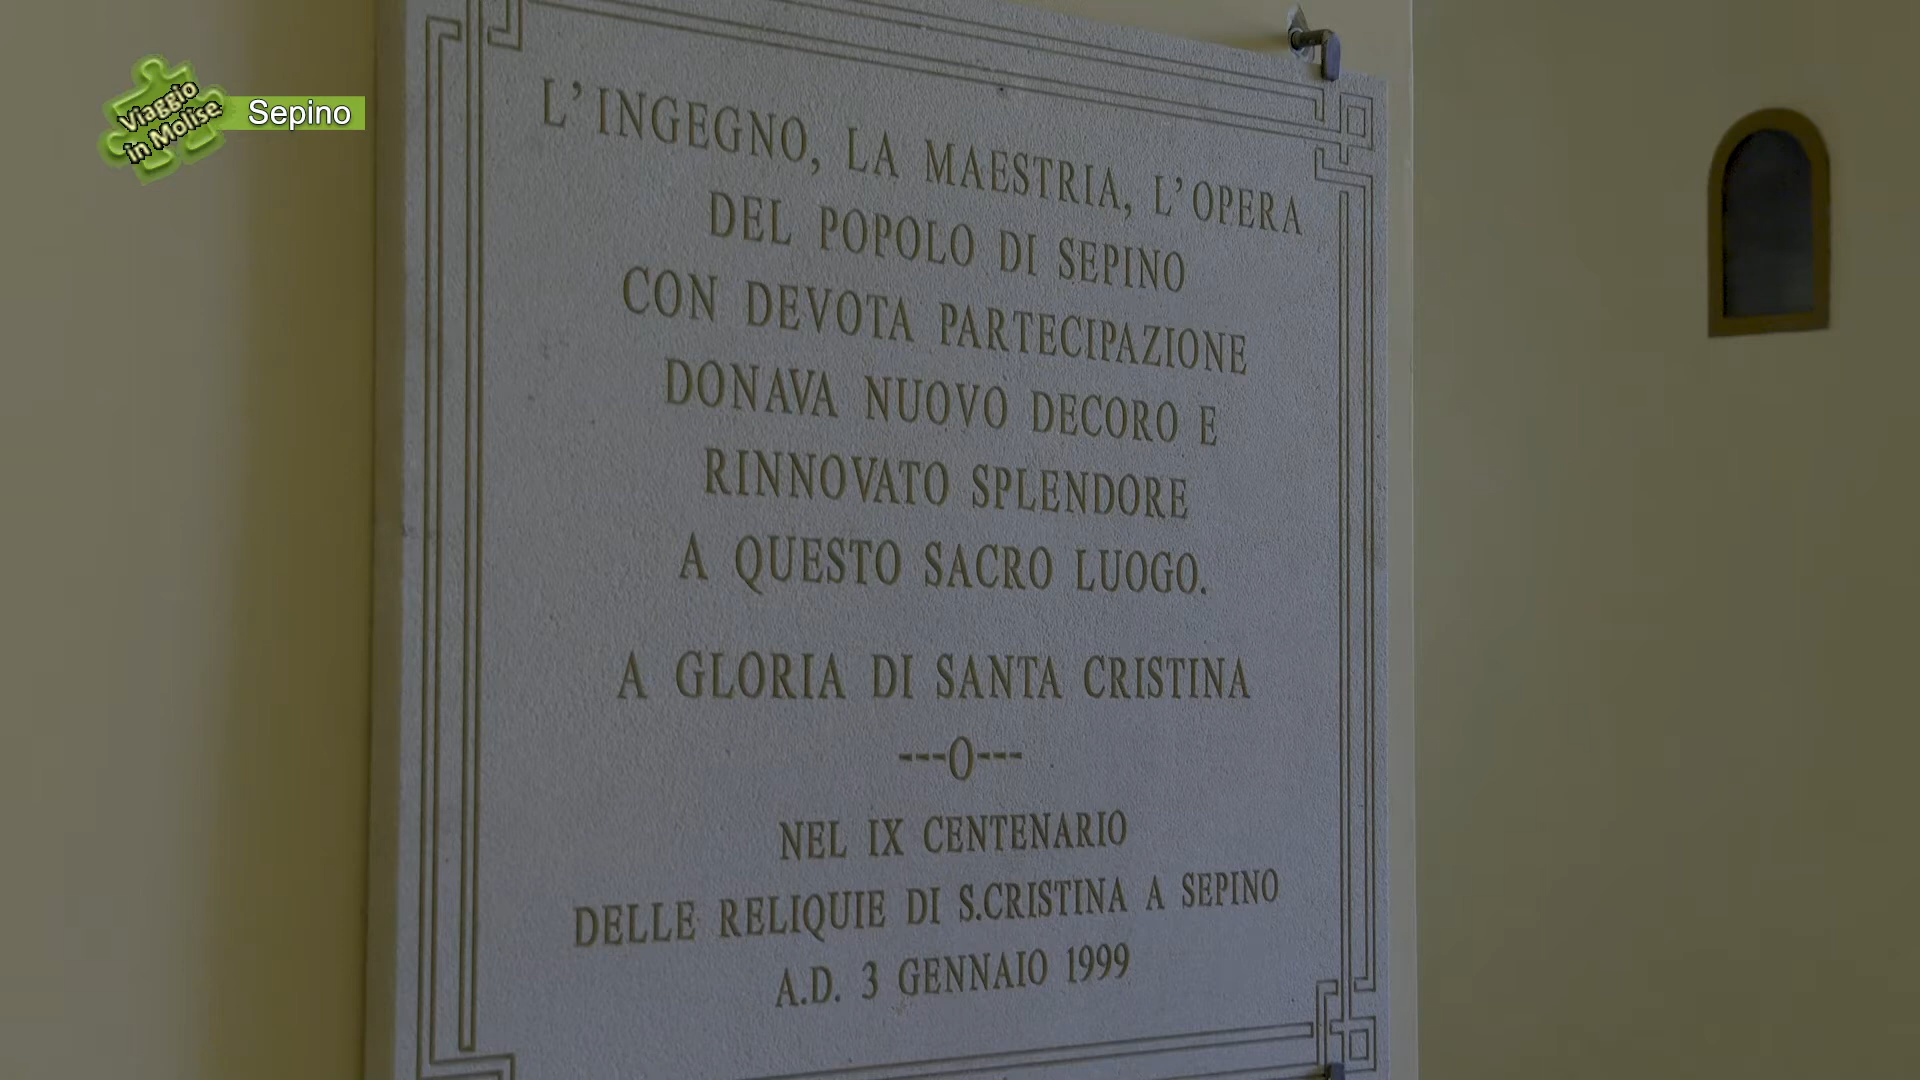 Viaggio
in Molise
Sepino
L'INGEGNO, LA MAESTRIA, L'OPERA
DEL POPOLO DI SEPINO
CON DEVOTA PARTECIPAZIONE
DONAVA NUOVO DECORO E
RINNOVATO SPLENDORE
A QUESTO SACRO LUOGO.
A GLORIA DI SANTA CRISTINA
---O---
NEL IX CENTENARIO
DELLE RELIQUIE DI S.CRISTINA A SEPINO
A.D. 3 GENNAIO 1999